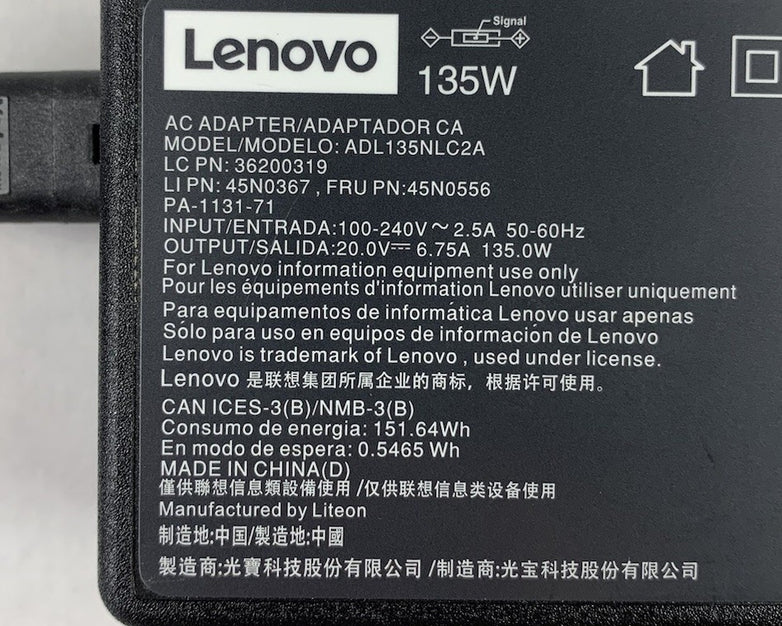 Lenovo
Signal
135W
AC ADAPTER/ADAPTADOR CA
MODEL/MODELO: ADL135NLC2A
LC PN: 36200319
LI PN: 45N0367 , FRU PN:45N0556
PA-1131-71
INPUT/ENTRADA:100-240V ~ 2.5A 50-60Hz
OUTPUT/SALIDA:20.0V⎓ 6.75A 135.0W
For Lenovo information equipment use only
Pour les équipements d'information Lenovo utiliser uniquement
Para equipamentos de informática Lenovo usar apenas
Sólo para uso en equipos de información de Lenovo
Lenovo is trademark of Lenovo , used under license.
Lenovo 是联想集团所属企业的商标，根据许可使用。
CAN ICES-3(B)/NMB-3(B)
Consumo de energia: 151.64Wh
En modo de espera: 0.5465 Wh
MADE IN CHINA(D)
僅供聯想信息類設備使用 /仅供联想信息类设备使用
Manufactured by Liteon
制造地:中国/製造地:中國
製造商:光寶科技股份有限公司 /制造商:光宝科技股份有限公司